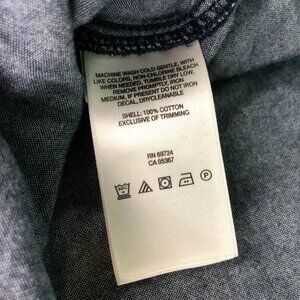 MACHINE WASH COLD GENTLE, WITH
LIKE COLORS, NON-CHLORINE BLEACH
WHEN NEEDED, TUMBLE DRY LOW,
REMOVE PROMPTLY, IRON
MEDIUM, IF PRESENT DO NOT IRON
DECAL, DRYCLEANABLE
SHELL: 100% COTTON
EXCLUSIVE OF TRIMMING
RN 69724
CA 05367
P